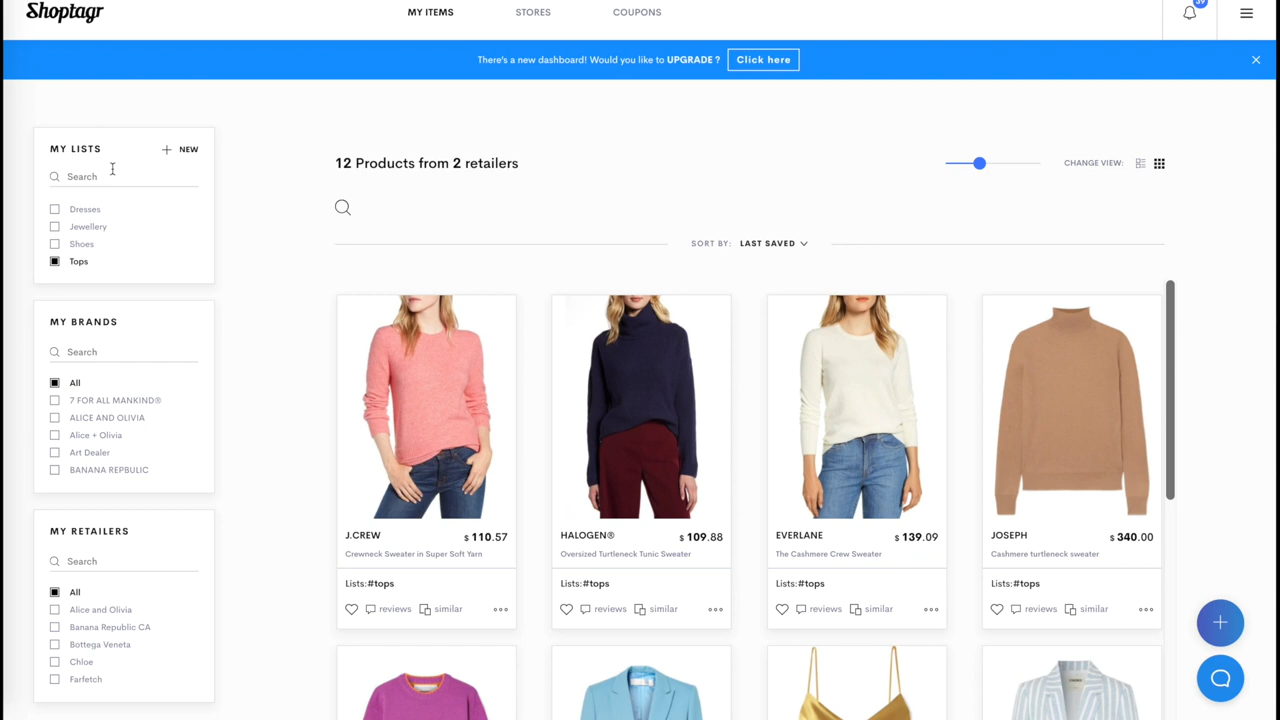 Shoptagr
MY ITEMS
STORES
COUPONS
39
There's a new dashboard! Would you like to UPGRADE ?
Click here
MY LISTS
NEW
Search
Dresses
Jewellery
Shoes
Tops
MY BRANDS
Search
All
7 FOR ALL MANKIND®
ALICE AND OLIVIA
Alice + Olivia
Art Dealer
BANANA REPBULIC
MY RETAILERS
Search
All
Alice and Olivia
Banana Republic CA
Bottega Veneta
Chloe
Farfetch
12 Products from 2 retailers
CHANGE VIEW:
SORT BY: LAST SAVED
J.CREW $ 110.57
Crewneck Sweater in Super Soft Yarn
Lists:#tops
reviews similar
HALOGEN® $ 109.88
Oversized Turtleneck Tunic Sweater
Lists:#tops
reviews similar
EVERLANE $ 139.09
The Cashmere Crew Sweater
Lists:#tops
reviews similar
JOSEPH $ 340.00
Cashmere turtleneck sweater
Lists:#tops
reviews similar